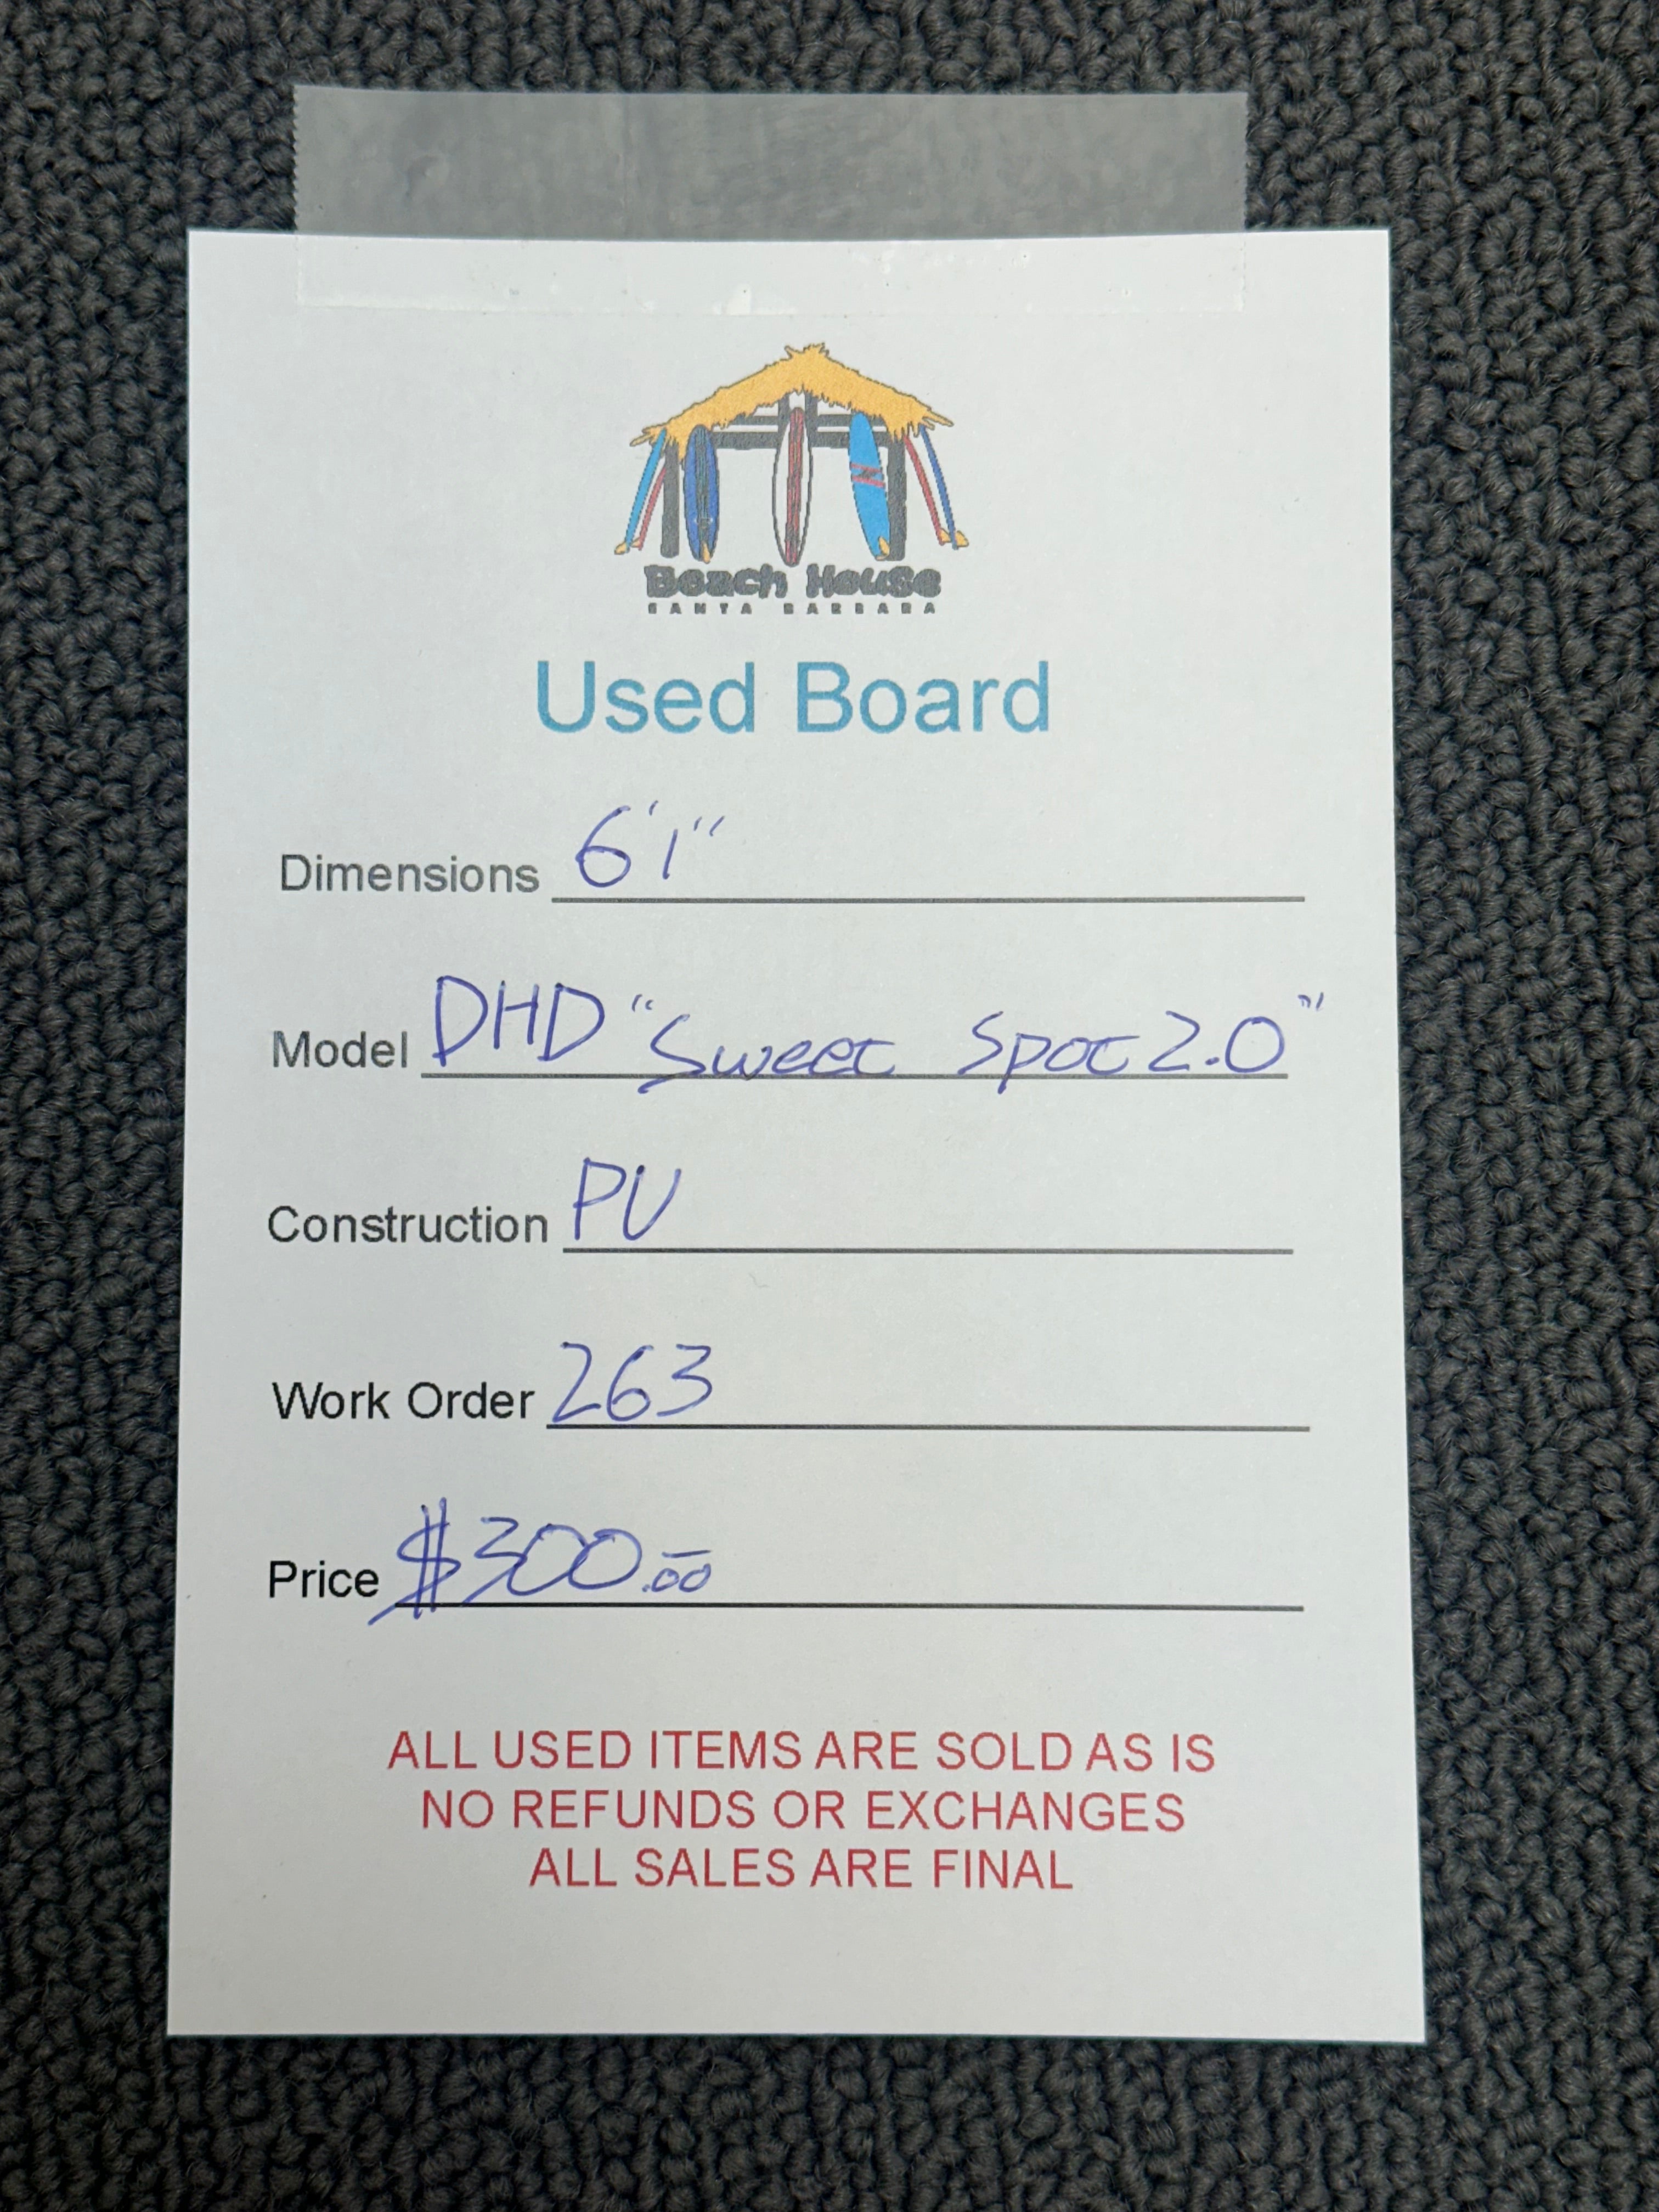 Beach House
SANTA BARBARA
Used Board
Dimensions 6'1"
Model DHD "Sweet Spot 2.0"
Construction PU
Work Order 263
Price $300.00
ALL USED ITEMS ARE SOLD AS IS
NO REFUNDS OR EXCHANGES
ALL SALES ARE FINAL